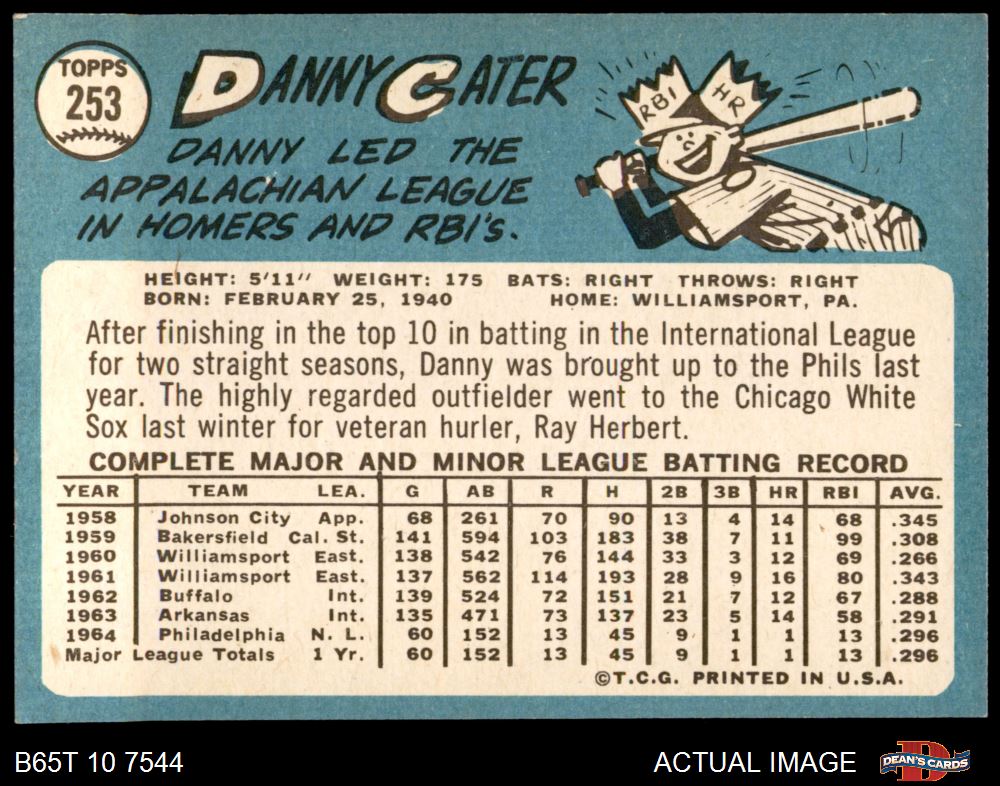 TOPPS
253
DANNY CATER
DANNY LED THE
APPALACHIAN LEAGUE
IN HOMERS AND RBI'S.
RBI
HR
HEIGHT: 5'11" WEIGHT: 175 BATS: RIGHT THROWS: RIGHT
BORN: FEBRUARY 25, 1940 HOME: WILLIAMSPORT, PA.
After finishing in the top 10 in batting in the International League
for two straight seasons, Danny was brought up to the Phils last
year. The highly regarded outfielder went to the Chicago White
Sox last winter for veteran hurler, Ray Herbert.
COMPLETE MAJOR AND MINOR LEAGUE BATTING RECORD
YEAR TEAM LEA. G AB R H 2B 3B HR RBI AVG.
1958 Johnson City App. 68 261 70 90 13 4 14 68 .345
1959 Bakersfield Cal. St. 141 594 103 183 38 7 11 99 .308
1960 Williamsport East. 138 542 76 144 33 3 12 69 .266
1961 Williamsport East. 137 562 114 193 28 9 16 80 .343
1962 Buffalo Int. 139 524 72 151 21 7 12 67 .288
1963 Arkansas Int. 135 471 73 137 23 5 14 58 .291
1964 Philadelphia N. L. 60 152 13 45 9 1 1 13 .296
Major League Totals 1 Yr. 60 152 13 45 9 1 1 13 .296
©T.C.G. PRINTED IN U.S.A.
B65T 10 7544 ACTUAL IMAGE DEAN'S CARDS